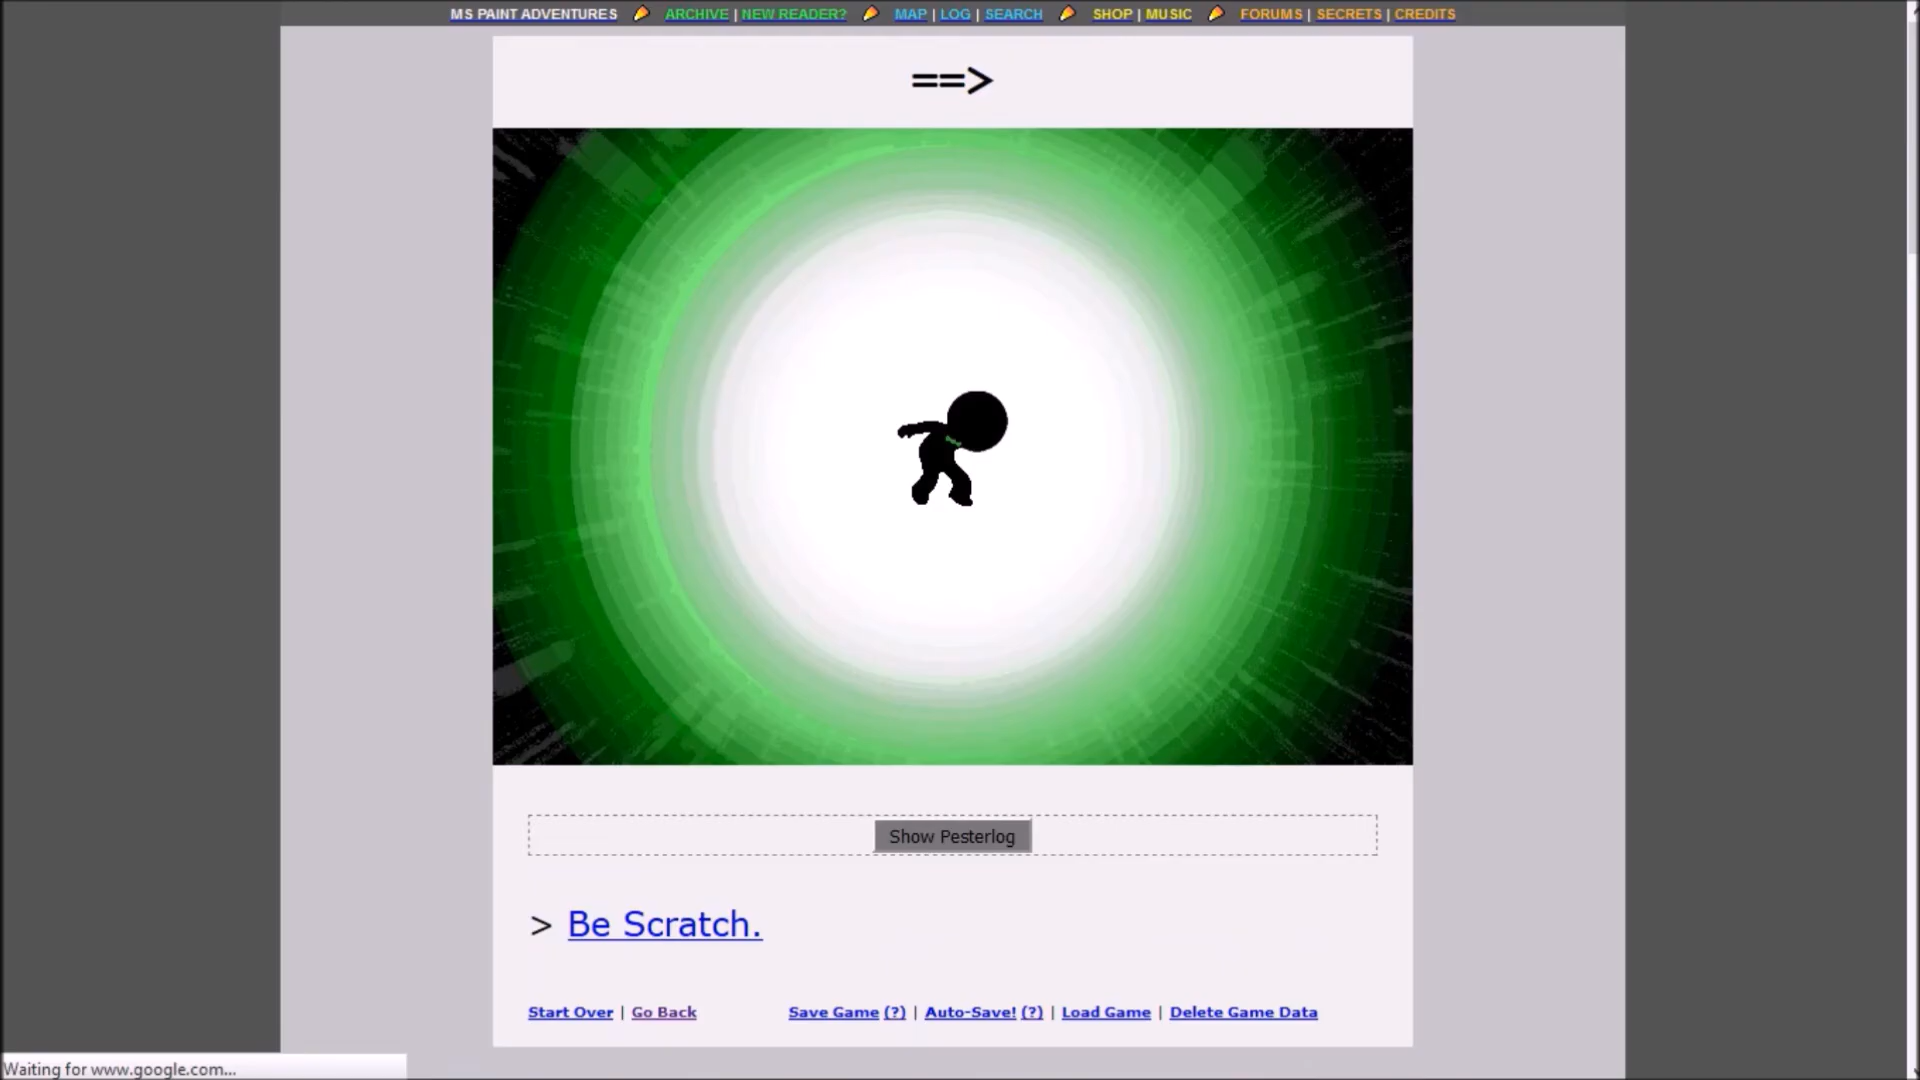 MS PAINT ADVENTURES ARCHIVE | NEW READER? MAP | LOG | SEARCH SHOP | MUSIC FORUMS | SECRETS | CREDITS
==>
Show Pesterlog
> Be Scratch.
Start Over | Go Back Save Game (?) | Auto-Save! (?) | Load Game | Delete Game Data
Waiting for www.google.com...